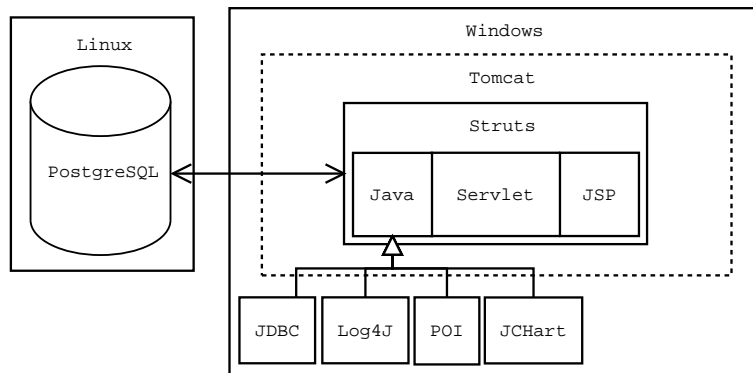 Linux
PostgreSQL
Windows
Tomcat
Struts
Java
Servlet
JSP
JDBC
Log4J
POI
JCHart